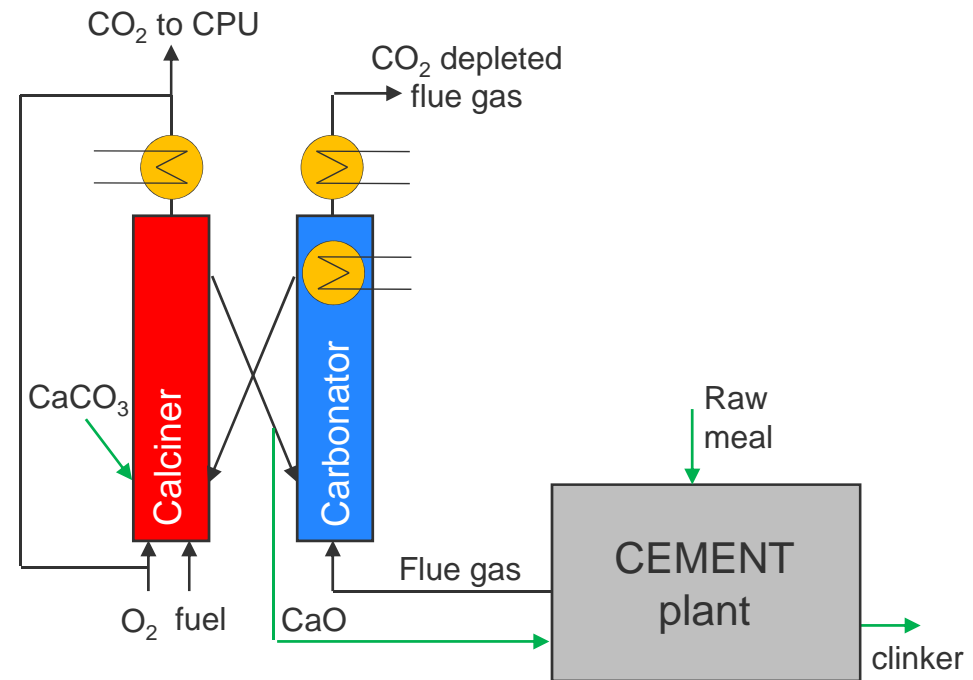 CO₂ to CPU
CO₂ depleted
flue gas
CaCO₃
Calciner
Carbonator
Raw
meal
CEMENT
plant
Flue gas
O₂ fuel
CaO
clinker